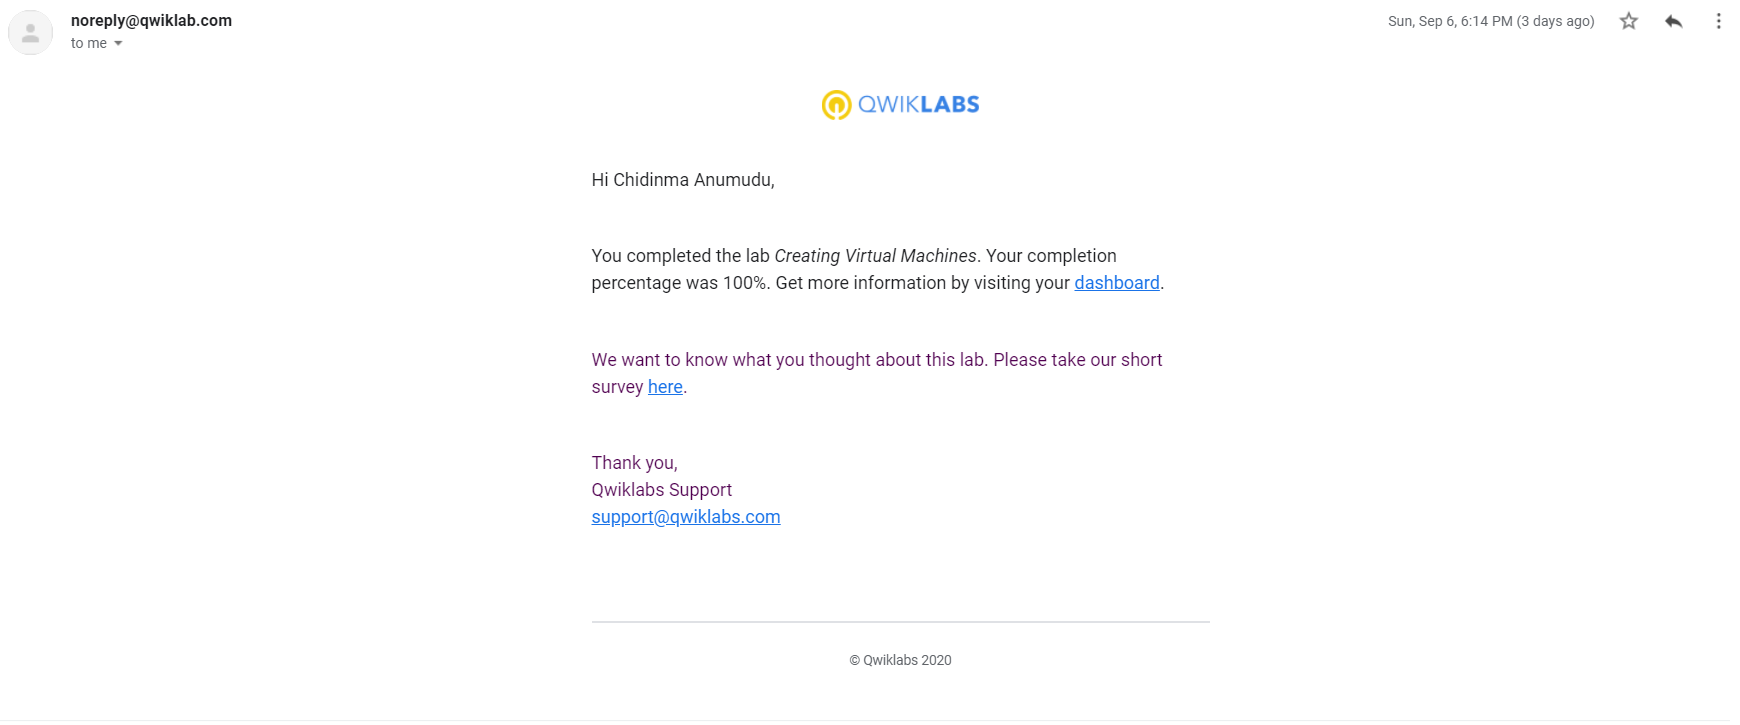 noreply@qwiklab.com
Sun, Sep 6, 6:14 PM (3 days ago)
to me
QWIKLABS
Hi Chidinma Anumudu,
You completed the lab Creating Virtual Machines. Your completion
percentage was 100%. Get more information by visiting your dashboard.
We want to know what you thought about this lab. Please take our short
survey here.
Thank you,
Qwiklabs Support
support@qwiklabs.com
© Qwiklabs 2020